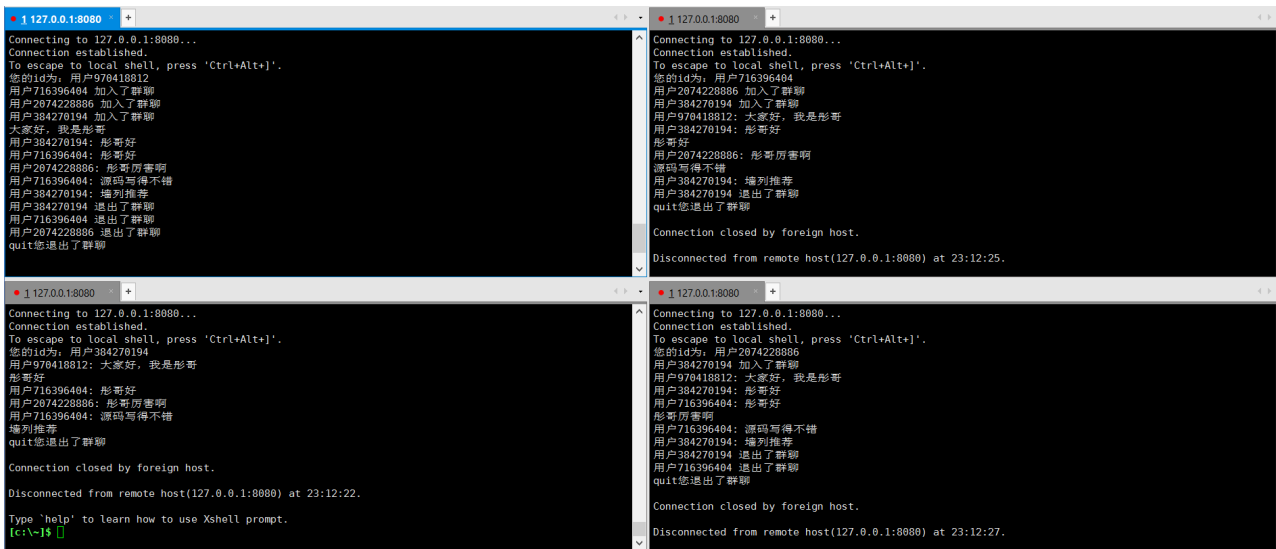 1 127.0.0.1:8080 × +
Connecting to 127.0.0.1:8080...
Connection established.
To escape to local shell, press 'Ctrl+Alt+]'.
您的id为: 用户970418812
用户716396404 加入了群聊
用户2074228886 加入了群聊
用户384270194 加入了群聊
大家好，我是彤哥
用户384270194: 彤哥好
用户716396404: 彤哥好
用户2074228886: 彤哥厉害啊
用户716396404: 源码写得不错
用户384270194: 墙列推荐
用户384270194 退出了群聊
用户716396404 退出了群聊
用户2074228886 退出了群聊
quit您退出了群聊
1 127.0.0.1:8080 × +
Connecting to 127.0.0.1:8080...
Connection established.
To escape to local shell, press 'Ctrl+Alt+]'.
您的id为: 用户716396404
用户2074228886 加入了群聊
用户384270194 加入了群聊
用户970418812: 大家好，我是彤哥
用户384270194: 彤哥好
彤哥好
用户2074228886: 彤哥厉害啊
源码写得不错
用户384270194: 墙列推荐
用户384270194 退出了群聊
quit您退出了群聊
Connection closed by foreign host.
Disconnected from remote host(127.0.0.1:8080) at 23:12:25.
1 127.0.0.1:8080 × +
Connecting to 127.0.0.1:8080...
Connection established.
To escape to local shell, press 'Ctrl+Alt+]'.
您的id为: 用户384270194
用户970418812: 大家好，我是彤哥
彤哥好
用户716396404: 彤哥好
用户2074228886: 彤哥厉害啊
用户716396404: 源码写得不错
墙列推荐
quit您退出了群聊
Connection closed by foreign host.
Disconnected from remote host(127.0.0.1:8080) at 23:12:22.
Type `help' to learn how to use Xshell prompt.
[c:\~]$
1 127.0.0.1:8080 × +
Connecting to 127.0.0.1:8080...
Connection established.
To escape to local shell, press 'Ctrl+Alt+]'.
您的id为: 用户2074228886
用户384270194 加入了群聊
用户970418812: 大家好，我是彤哥
用户384270194: 彤哥好
用户716396404: 彤哥好
彤哥厉害啊
用户716396404: 源码写得不错
用户384270194: 墙列推荐
用户384270194 退出了群聊
用户716396404 退出了群聊
quit您退出了群聊
Connection closed by foreign host.
Disconnected from remote host(127.0.0.1:8080) at 23:12:27.